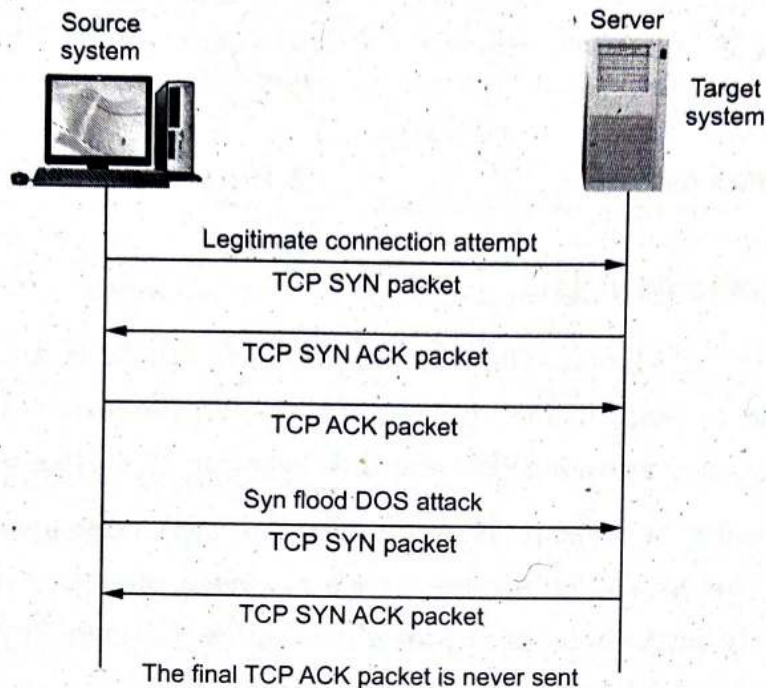 Source
system
Server
Target
system
Legitimate connection attempt
TCP SYN packet
TCP SYN ACK packet
TCP ACK packet
Syn flood DOS attack
TCP SYN packet
TCP SYN ACK packet
The final TCP ACK packet is never sent